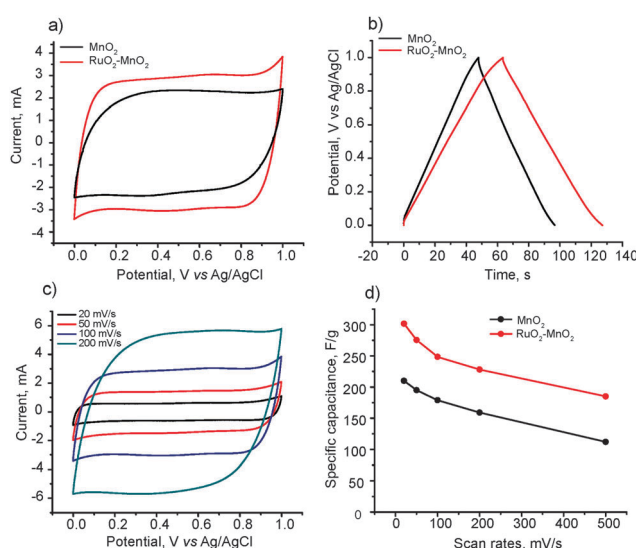 a)
MnO₂
RuO₂-MnO₂
Current, mA
4
3
2
1
0
-1
-2
-3
-4
0.0 0.2 0.4 0.6 0.8 1.0
Potential, V vs Ag/AgCl
b)
MnO₂
RuO₂-MnO₂
Potential, V vs Ag/AgCl
1.0
0.8
0.6
0.4
0.2
0.0
-20 0 20 40 60 80 100 120 140
Time, s
c)
20 mV/s
50 mV/s
100 mV/s
200 mV/s
Current, mA
6
4
2
0
-2
-4
-6
0.0 0.2 0.4 0.6 0.8 1.0
Potential, V vs Ag/AgCl
d)
MnO₂
RuO₂-MnO₂
Specific capacitance, F/g
300
250
200
150
100
50
0
0 100 200 300 400 500
Scan rates, mV/s